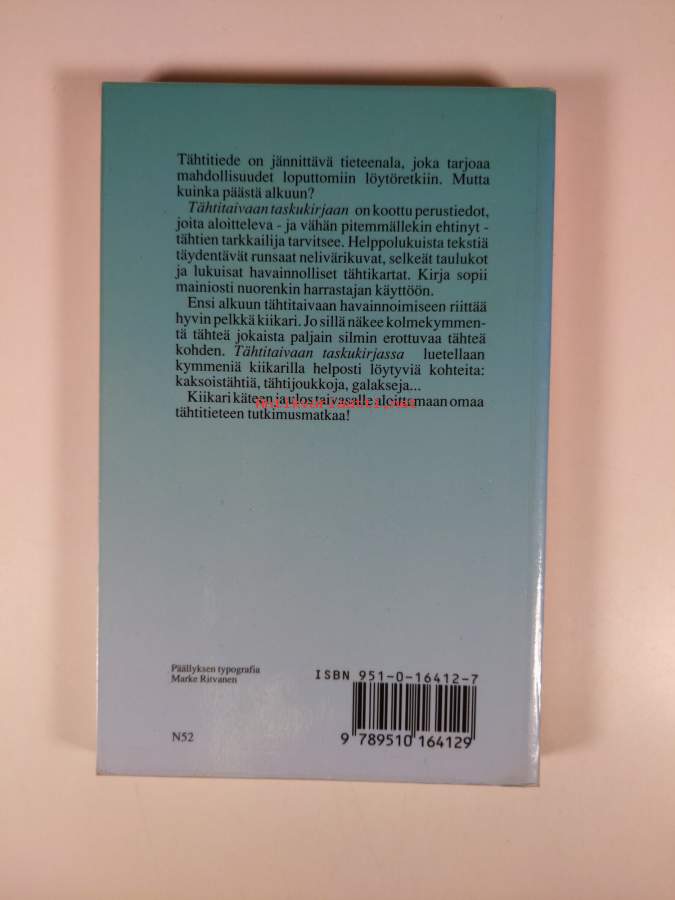 Tähtitiede on jännittävä tieteenala, joka tarjoaa
mahdollisuudet loputtomiin löytöretkiin. Mutta
kuinka päästä alkuun?
Tähtitaivaan taskukirjaan on koottu perustiedot,
joita aloitteleva - ja vähän pitemmällekin ehtinyt -
tähtien tarkkailija tarvitsee. Helppolukuista tekstiä
täydentävät runsaat nelivärikuvat, selkeät taulukot
ja lukuisat havainnolliset tähtikartat. Kirja sopii
mainiosti nuorenkin harrastajan käyttöön.
Ensi alkuun tähtitaivaan havainnoimiseen riittää
hyvin pelkkä kiikari. Jo sillä näkee kolmekymmen-
tä tähteä jokaista paljain silmin erottuvaa tähteä
kohden. Tähtitaivaan taskukirjassa luetellaan
kymmeniä kiikarilla helposti löytyviä kohteita:
kaksoistähtiä, tähtijoukkoja, galakseja...
Kiikari käteen ja ulos taivasalle aloittamaan omaa
tähtitieteen tutkimusmatkaa!
Päällyksen typografia
Marke Ritvanen
ISBN 951-0-16412-7
N52
9 789510 164129